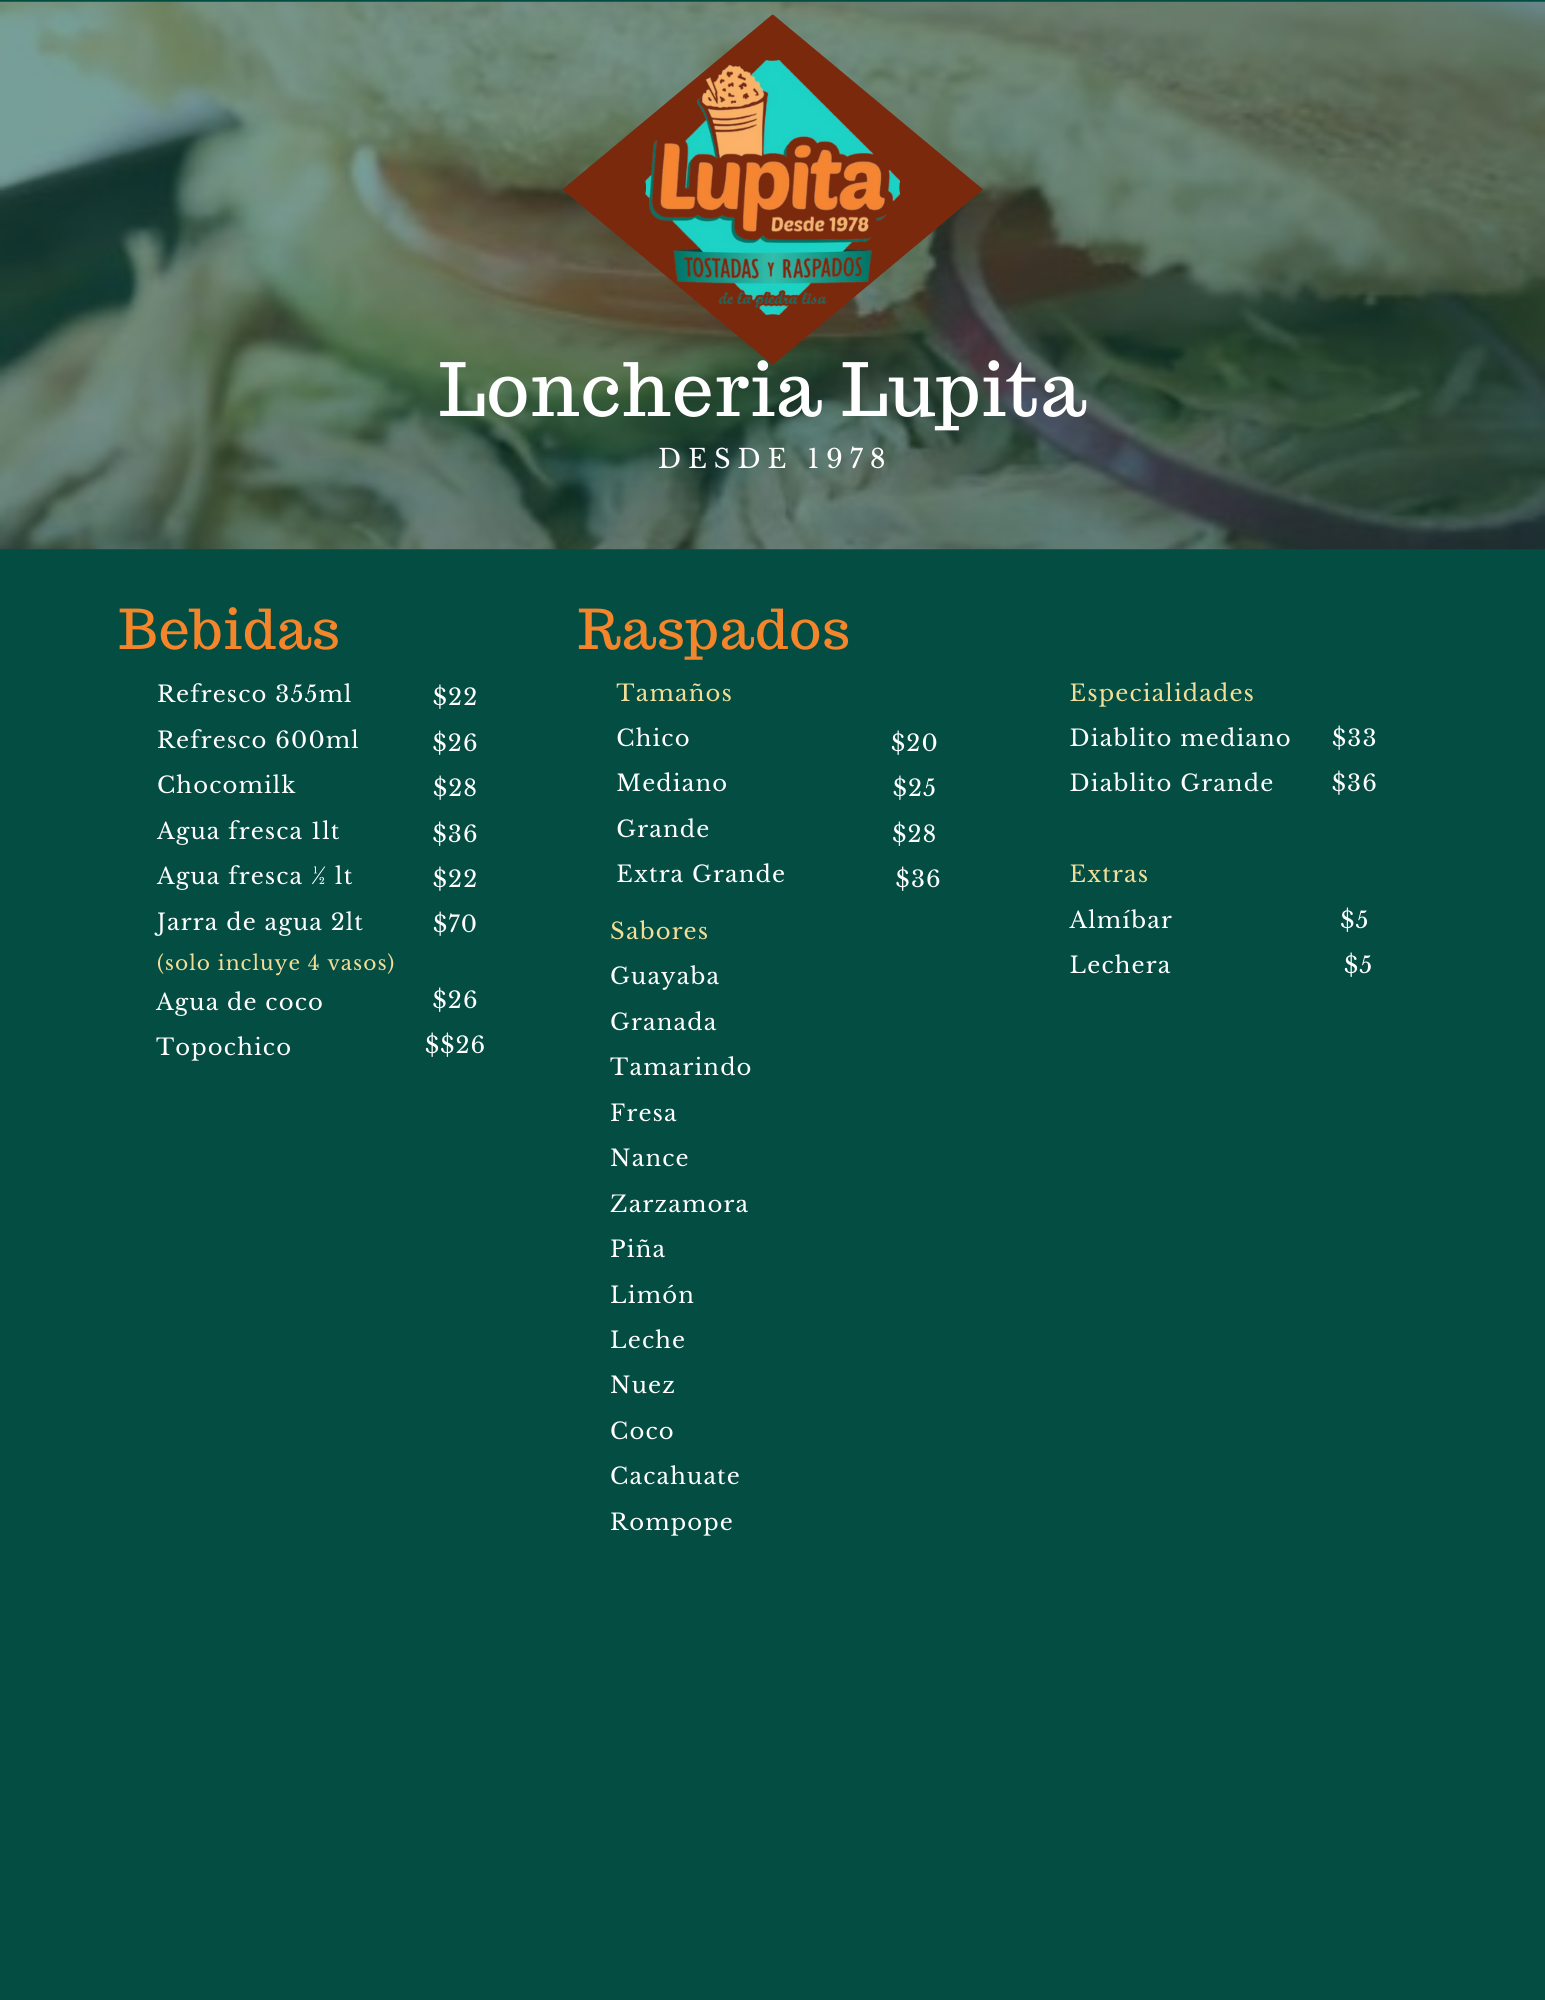 Lupita
Desde 1978
TOSTADAS Y RASPADOS
de la piedra lisa
Loncheria Lupita
DESDE 1978
Bebidas
Refresco 355ml $22
Refresco 600ml $26
Chocomilk $28
Agua fresca 1lt $36
Agua fresca ½ lt $22
Jarra de agua 2lt $70
(solo incluye 4 vasos)
Agua de coco $26
Topochico $$26
Raspados
Tamaños
Chico $20
Mediano $25
Grande $28
Extra Grande $36
Sabores
Guayaba
Granada
Tamarindo
Fresa
Nance
Zarzamora
Piña
Limón
Leche
Nuez
Coco
Cacahuate
Rompope
Especialidades
Diablito mediano $33
Diablito Grande $36
Extras
Almíbar $5
Lechera $5